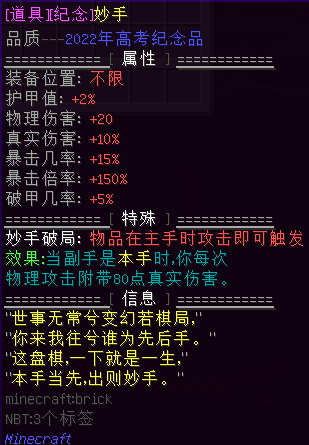 [道具][纪念]妙手
品质---2022年高考纪念品
============[ 属性 ]============
装备位置: 不限
护甲值: +2%
物理伤害: +20
真实伤害: +10%
暴击几率: +15%
暴击倍率: +150%
破甲几率: +5%
============[ 特殊 ]============
妙手破局: 物品在主手时攻击即可触发
效果:当副手是本手时,你每次
物理攻击附带80点真实伤害。
============[ 信息 ]============
"世事无常兮变幻若棋局,"
"你来我往兮谁为先后手。"
"这盘棋,一下就是一生,"
"本手当先,出则妙手。"
minecraft:brick
NBT:3个标签
Minecraft